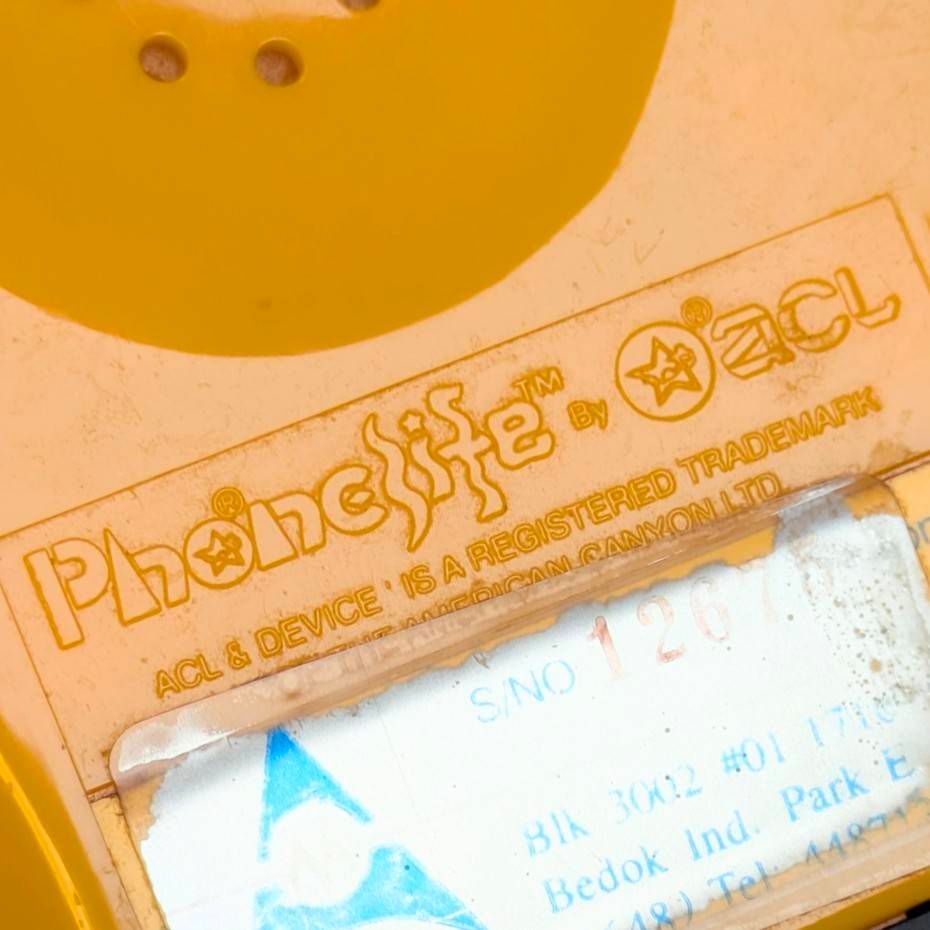 Phonelife™ By ® acl
®
ACL & DEVICE ' IS A REGISTERED TRADEMARK
AMERICAN CANYON LTD
S/NO 1267
Blk 3002 #01
Bedok Ind. Park E
Tel: